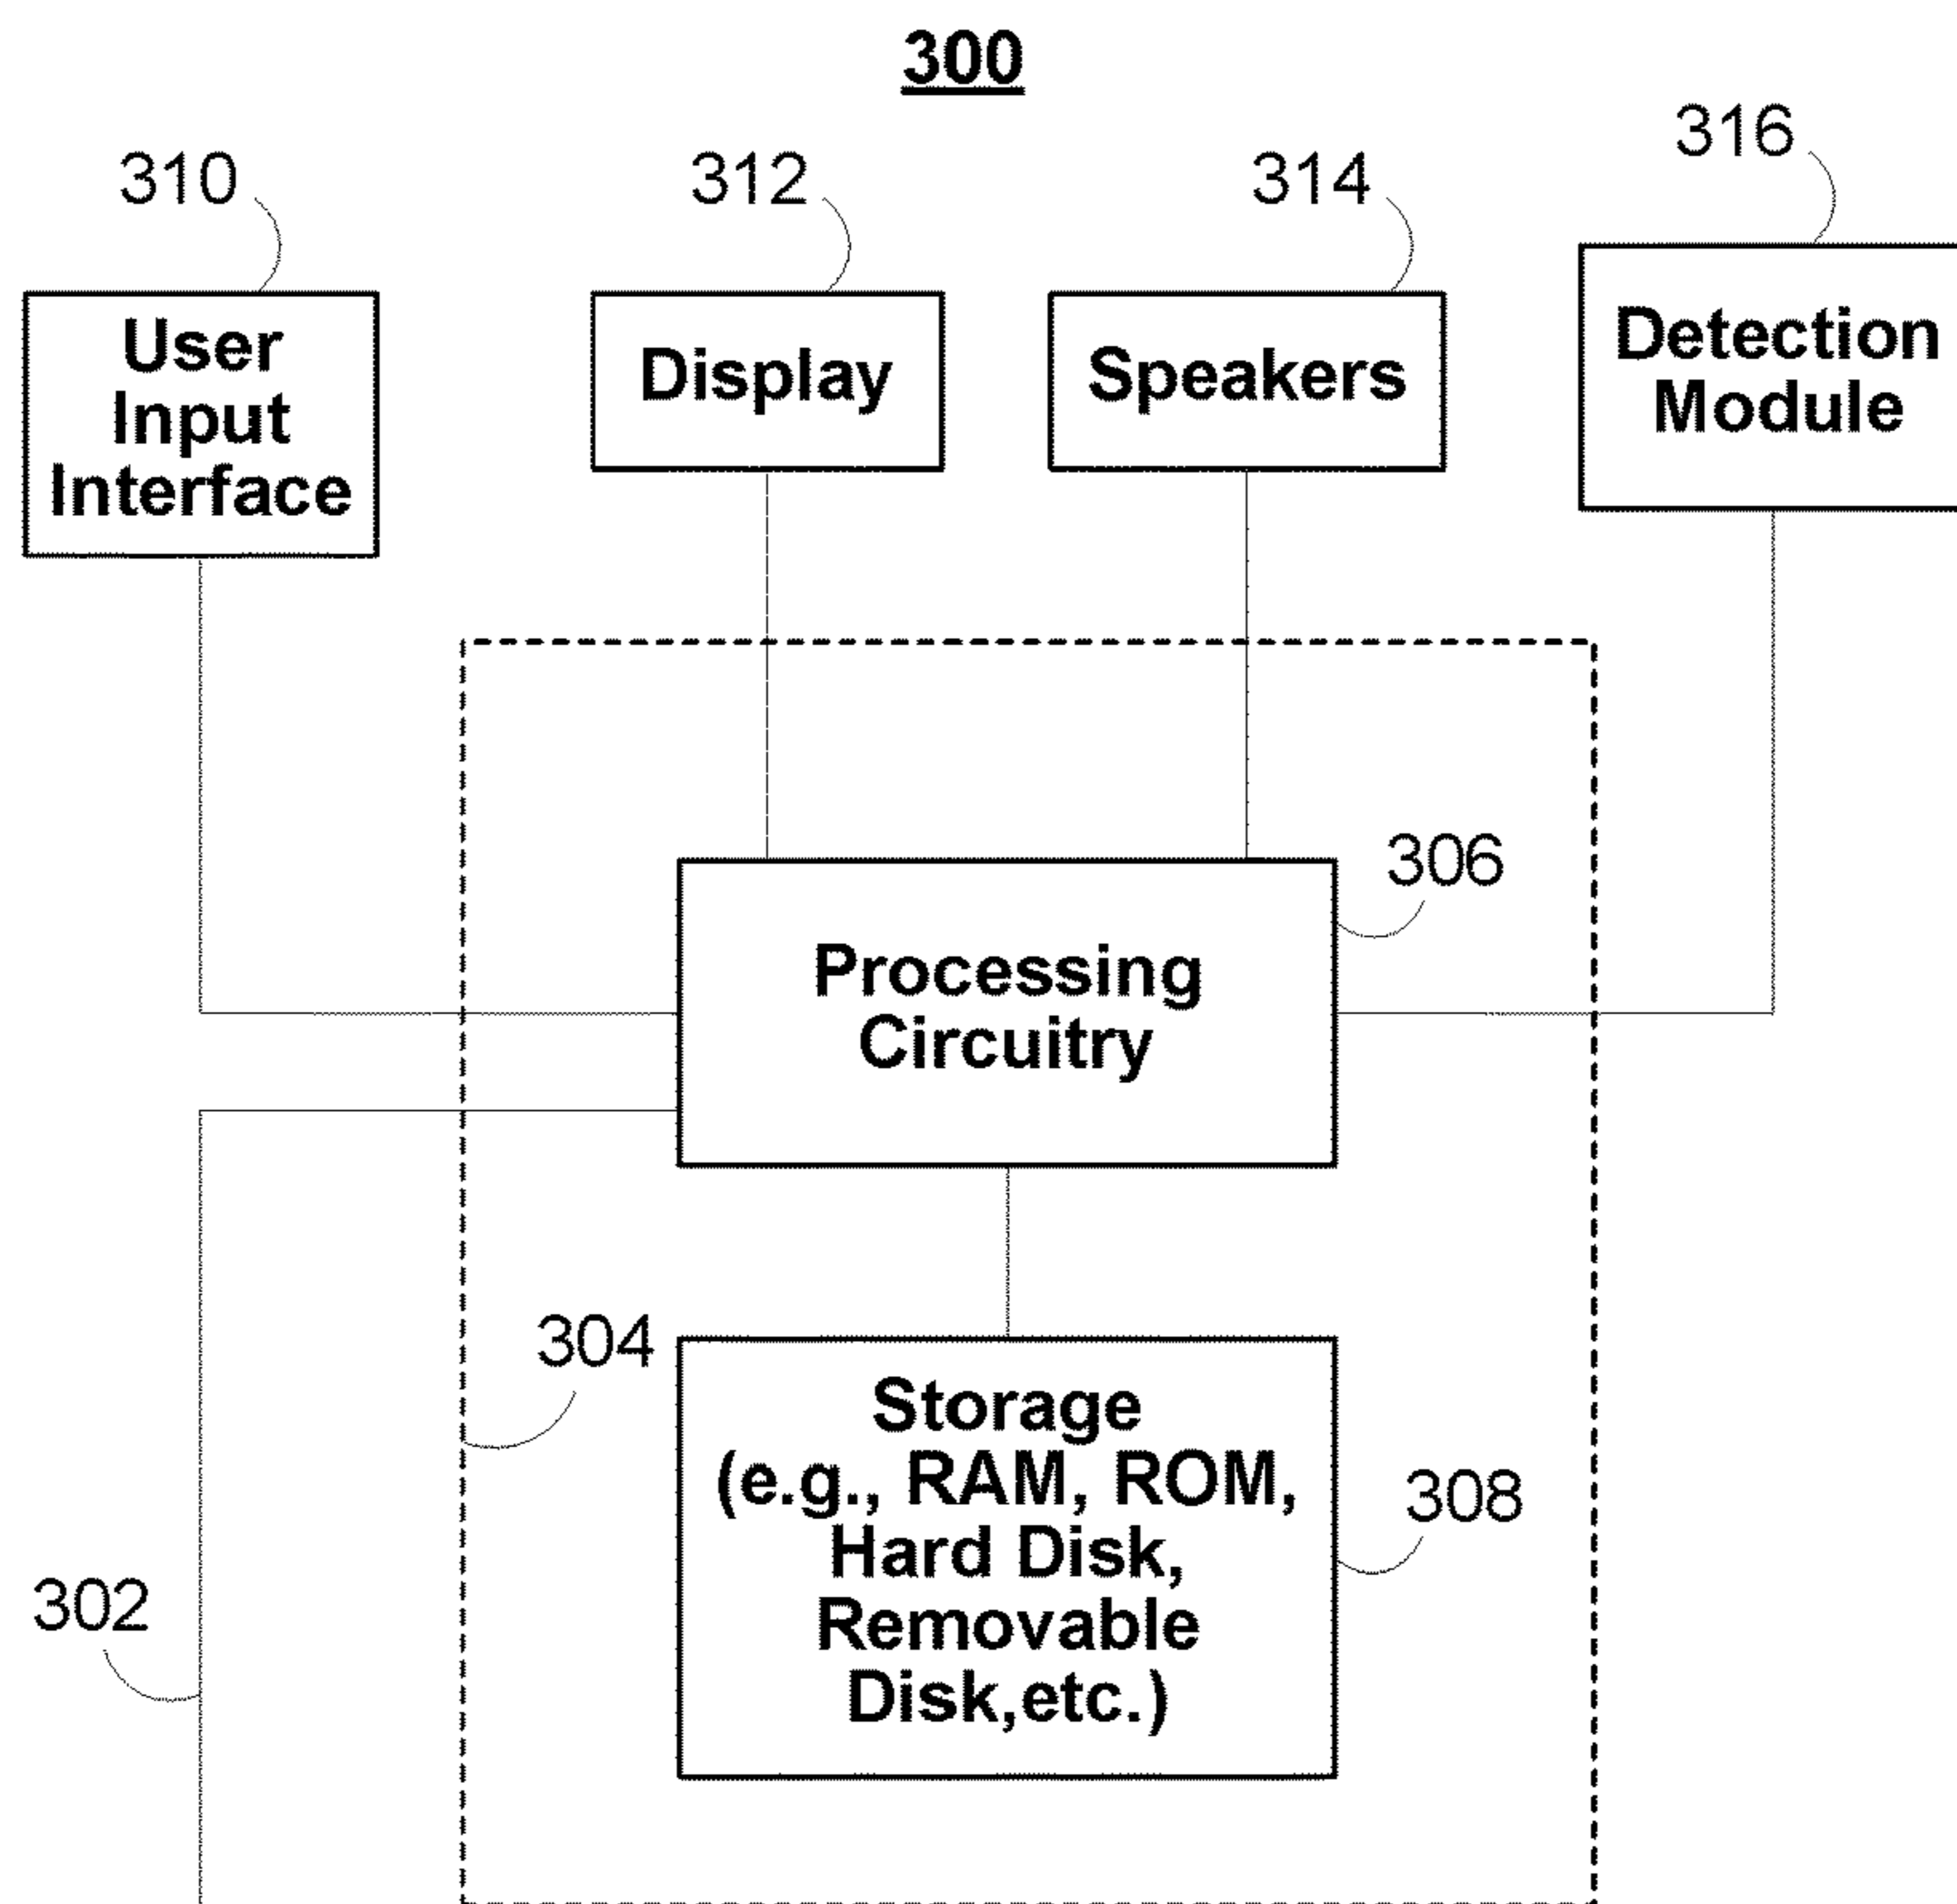 300
310
312
314
316
User
Input
Interface
Display
Speakers
Detection
Module
306
Processing
Circuitry
304
Storage
(e.g., RAM, ROM,
Hard Disk,
Removable
Disk,etc.)
308
302